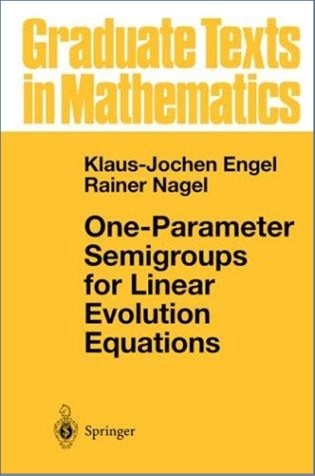 Graduate Texts
in Mathematics
Klaus-Jochen Engel
Rainer Nagel
One-Parameter
Semigroups
for Linear
Evolution
Equations
Springer